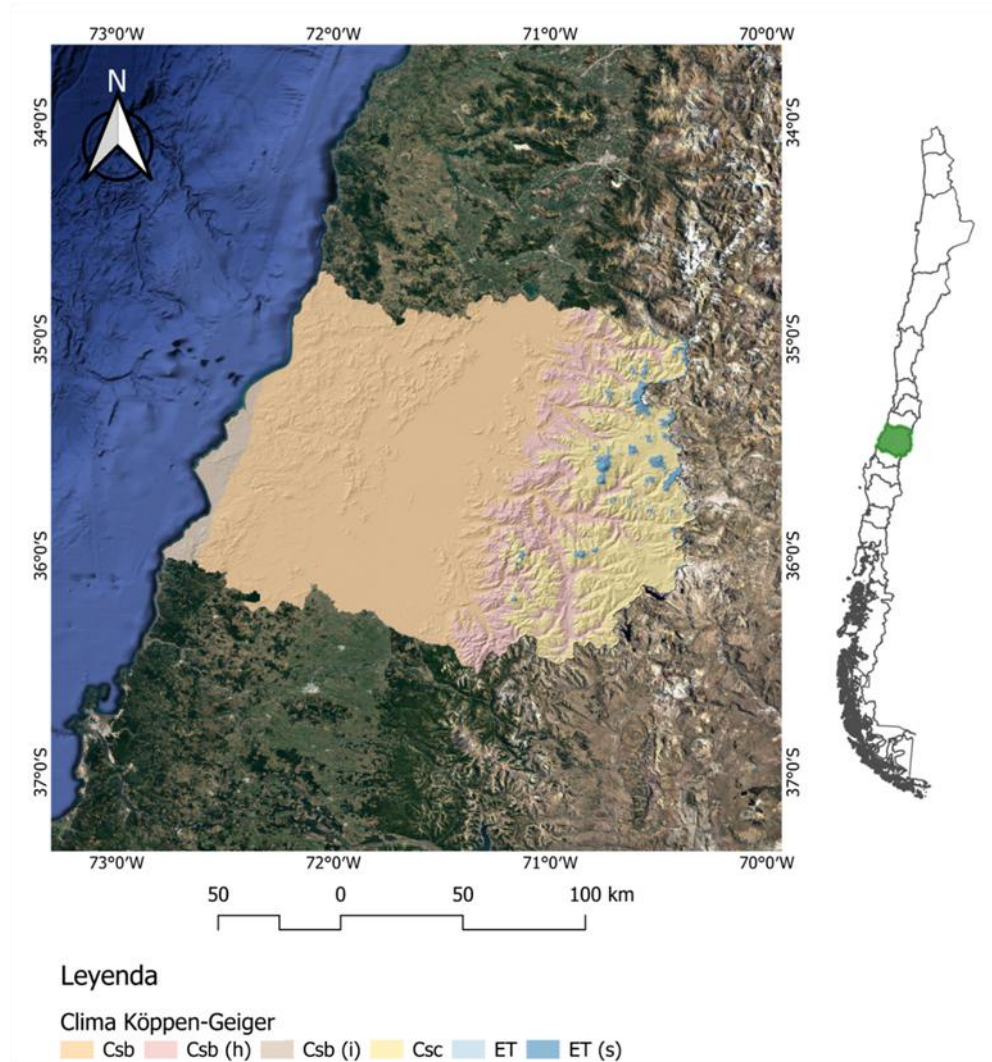 73°0'W 72°0'W 71°0'W 70°0'W
N
34°0'S 34°0'S
35°0'S 35°0'S
36°0'S 36°0'S
37°0'S 37°0'S
73°0'W 72°0'W 71°0'W 70°0'W
50 0 50 100 km
Leyenda
Clima Köppen-Geiger
Csb Csb (h) Csb (i) Csc ET ET (s)